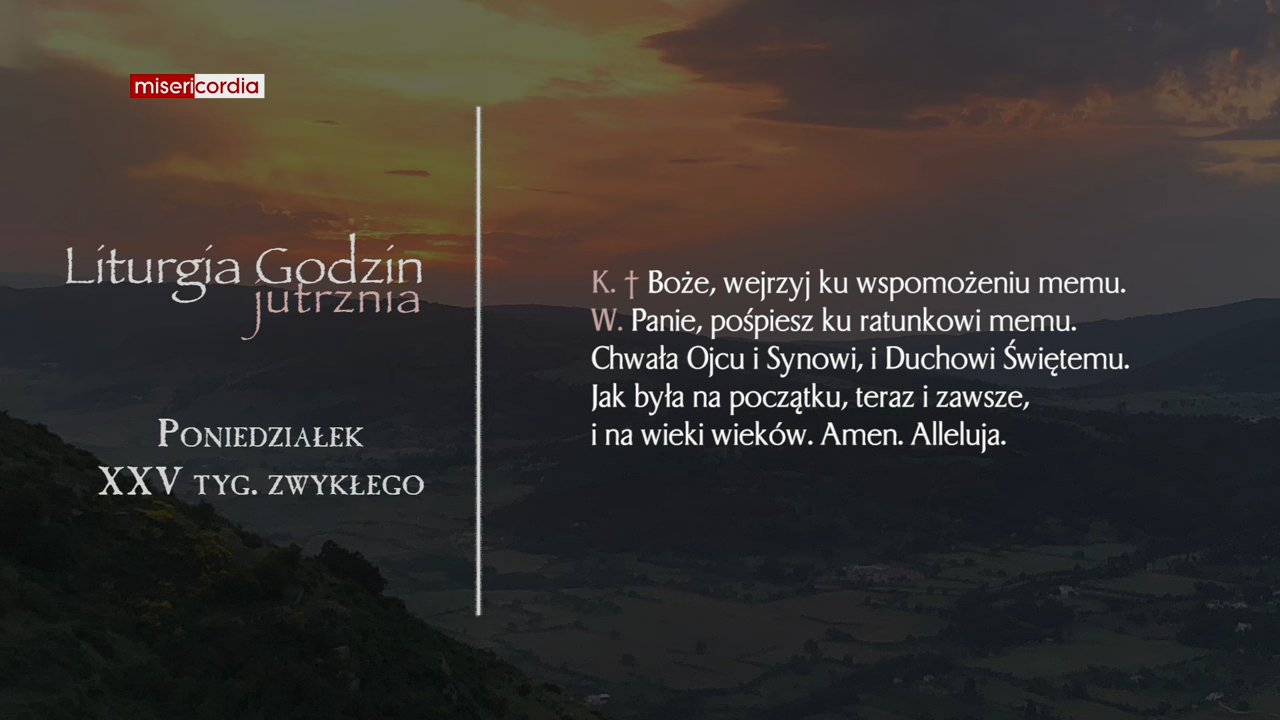 misericordia
Liturgia Godzin
jutrznia
Poniedziałek
XXV tyg. zwykłego
K. † Boże, wejrzyj ku wspomożeniu memu.
W. Panie, pośpiesz ku ratunkowi memu.
Chwała Ojcu i Synowi, i Duchowi Świętemu.
Jak była na początku, teraz i zawsze,
i na wieki wieków. Amen. Alleluja.